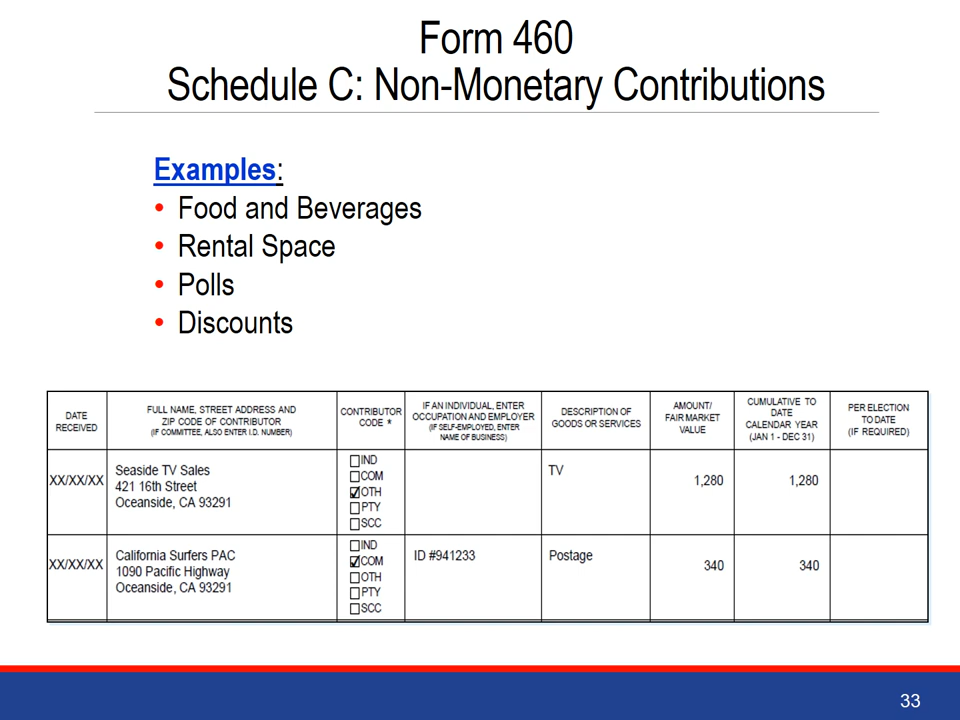 Form 460
Schedule C: Non-Monetary Contributions
Examples:
• Food and Beverages
• Rental Space
• Polls
• Discounts
DATE RECEIVED
FULL NAME, STREET ADDRESS AND
ZIP CODE OF CONTRIBUTOR
(IF COMMITTEE, ALSO ENTER I.D. NUMBER)
CONTRIBUTOR
CODE *
IF AN INDIVIDUAL, ENTER
OCCUPATION AND EMPLOYER
(IF SELF-EMPLOYED, ENTER
NAME OF BUSINESS)
DESCRIPTION OF
GOODS OR SERVICES
AMOUNT/
FAIR MARKET
VALUE
CUMULATIVE TO
DATE
CALENDAR YEAR
(JAN 1 - DEC 31)
PER ELECTION
TO DATE
(IF REQUIRED)
XX/XX/XX
Seaside TV Sales
421 16th Street
Oceanside, CA 93291
IND
COM
OTH
PTY
SCC
TV
1,280
1,280
XX/XX/XX
California Surfers PAC
1090 Pacific Highway
Oceanside, CA 93291
IND
COM
OTH
PTY
SCC
ID #941233
Postage
340
340
33